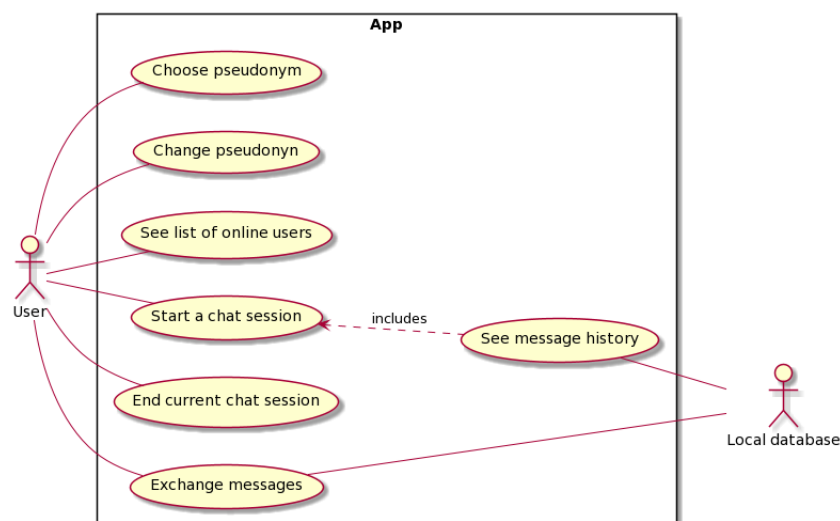 App
Choose pseudonym
Change pseudonyn
See list of online users
User
Start a chat session
includes
See message history
End current chat session
Local database
Exchange messages